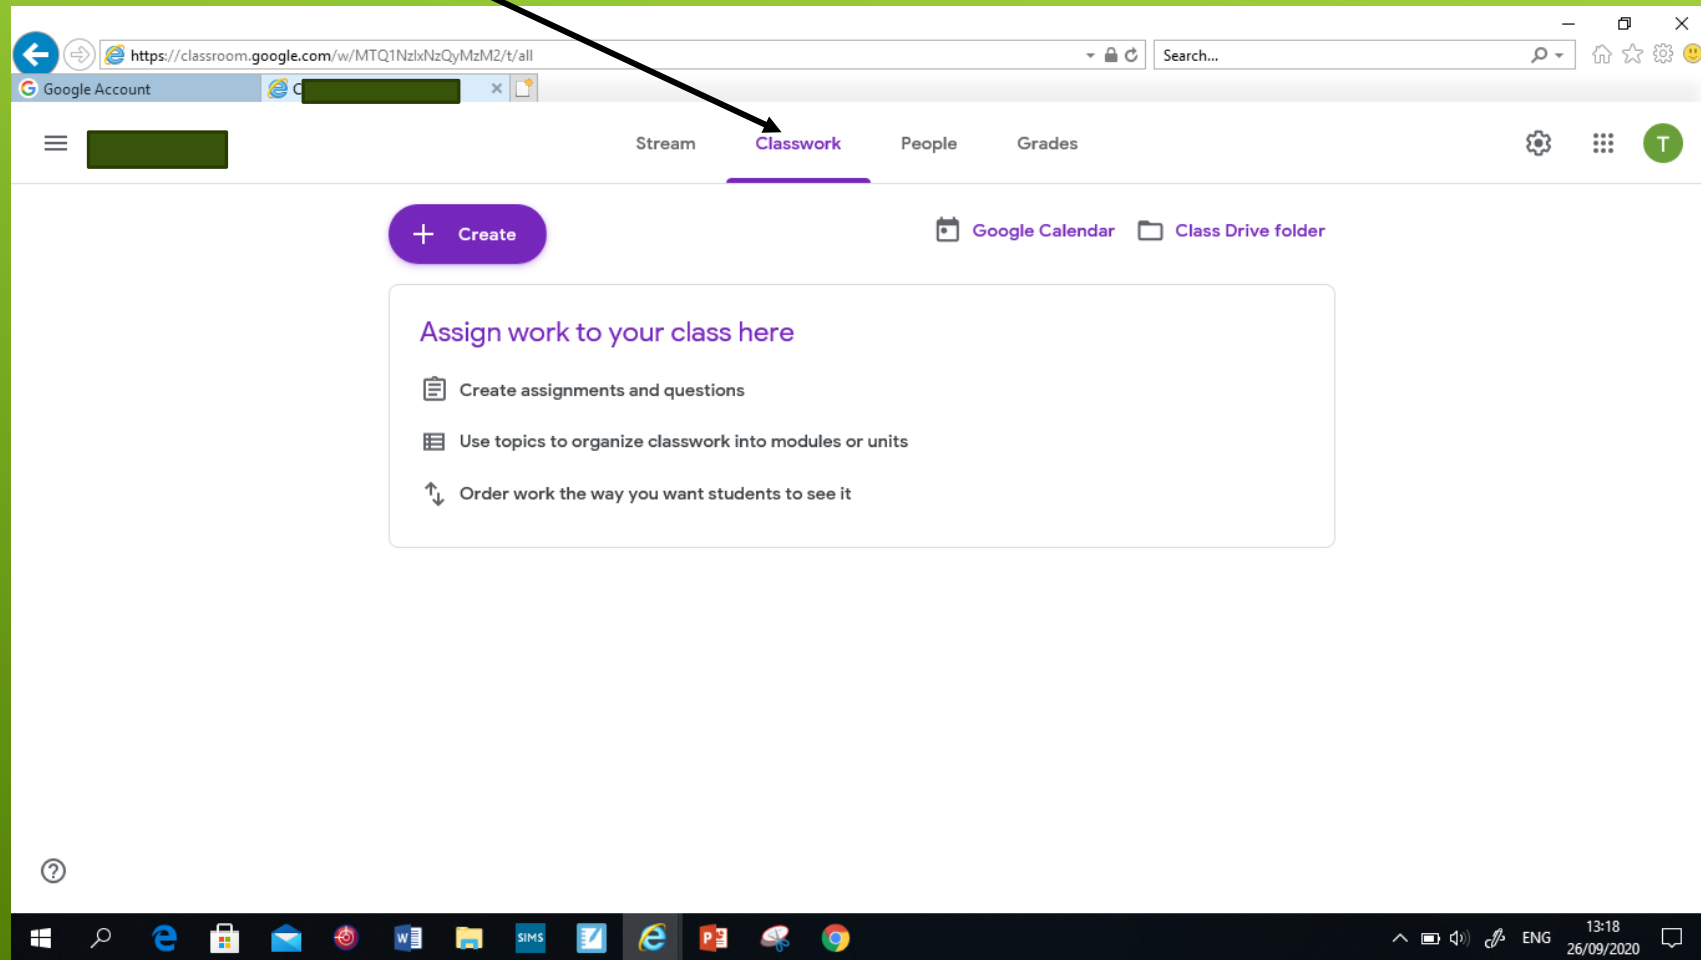 https://classroom.google.com/w/MTQ1NzIxNzQyMzM2/t/all
Search...
Google Account
C
Stream Classwork People Grades
T
+ Create
Google Calendar Class Drive folder
Assign work to your class here
Create assignments and questions
Use topics to organize classwork into modules or units
Order work the way you want students to see it
SIMS
ENG
13:18
26/09/2020